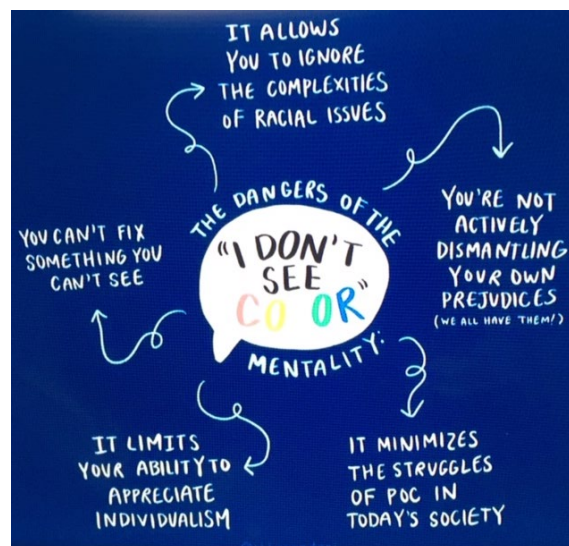 IT ALLOWS
YOU TO IGNORE
THE COMPLEXITIES
OF RACIAL ISSUES
YOU'RE NOT
ACTIVELY
DISMANTLING
YOUR OWN
PREJUDICES
(WE ALL HAVE THEM!)
YOU CAN'T FIX
SOMETHING YOU
CAN'T SEE
THE DANGERS OF THE
"I DON'T
SEE
CO OR"
MENTALITY:
IT LIMITS
YOUR ABILITY TO
APPRECIATE
INDIVIDUALISM
IT MINIMIZES
THE STRUGGLES
OF POC IN
TODAY'S SOCIETY